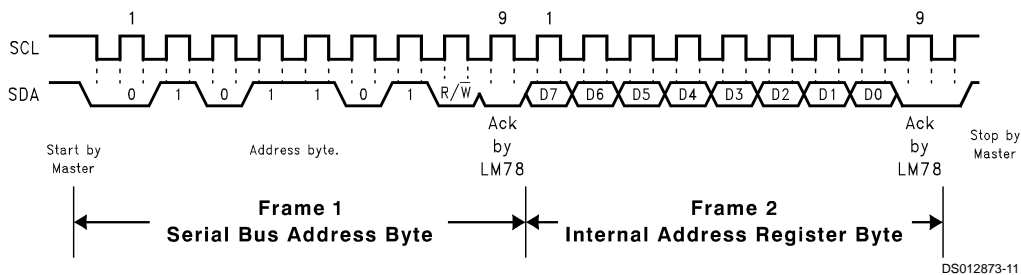 1 9 1 9
SCL
SDA 0 1 0 1 1 0 1 R/W̅ D7 D6 D5 D4 D3 D2 D1 D0
Start by
Master
Address byte.
Ack
by
LM78
Ack
by
LM78
Stop by
Master
Frame 1
Serial Bus Address Byte
Frame 2
Internal Address Register Byte
DS012873-11